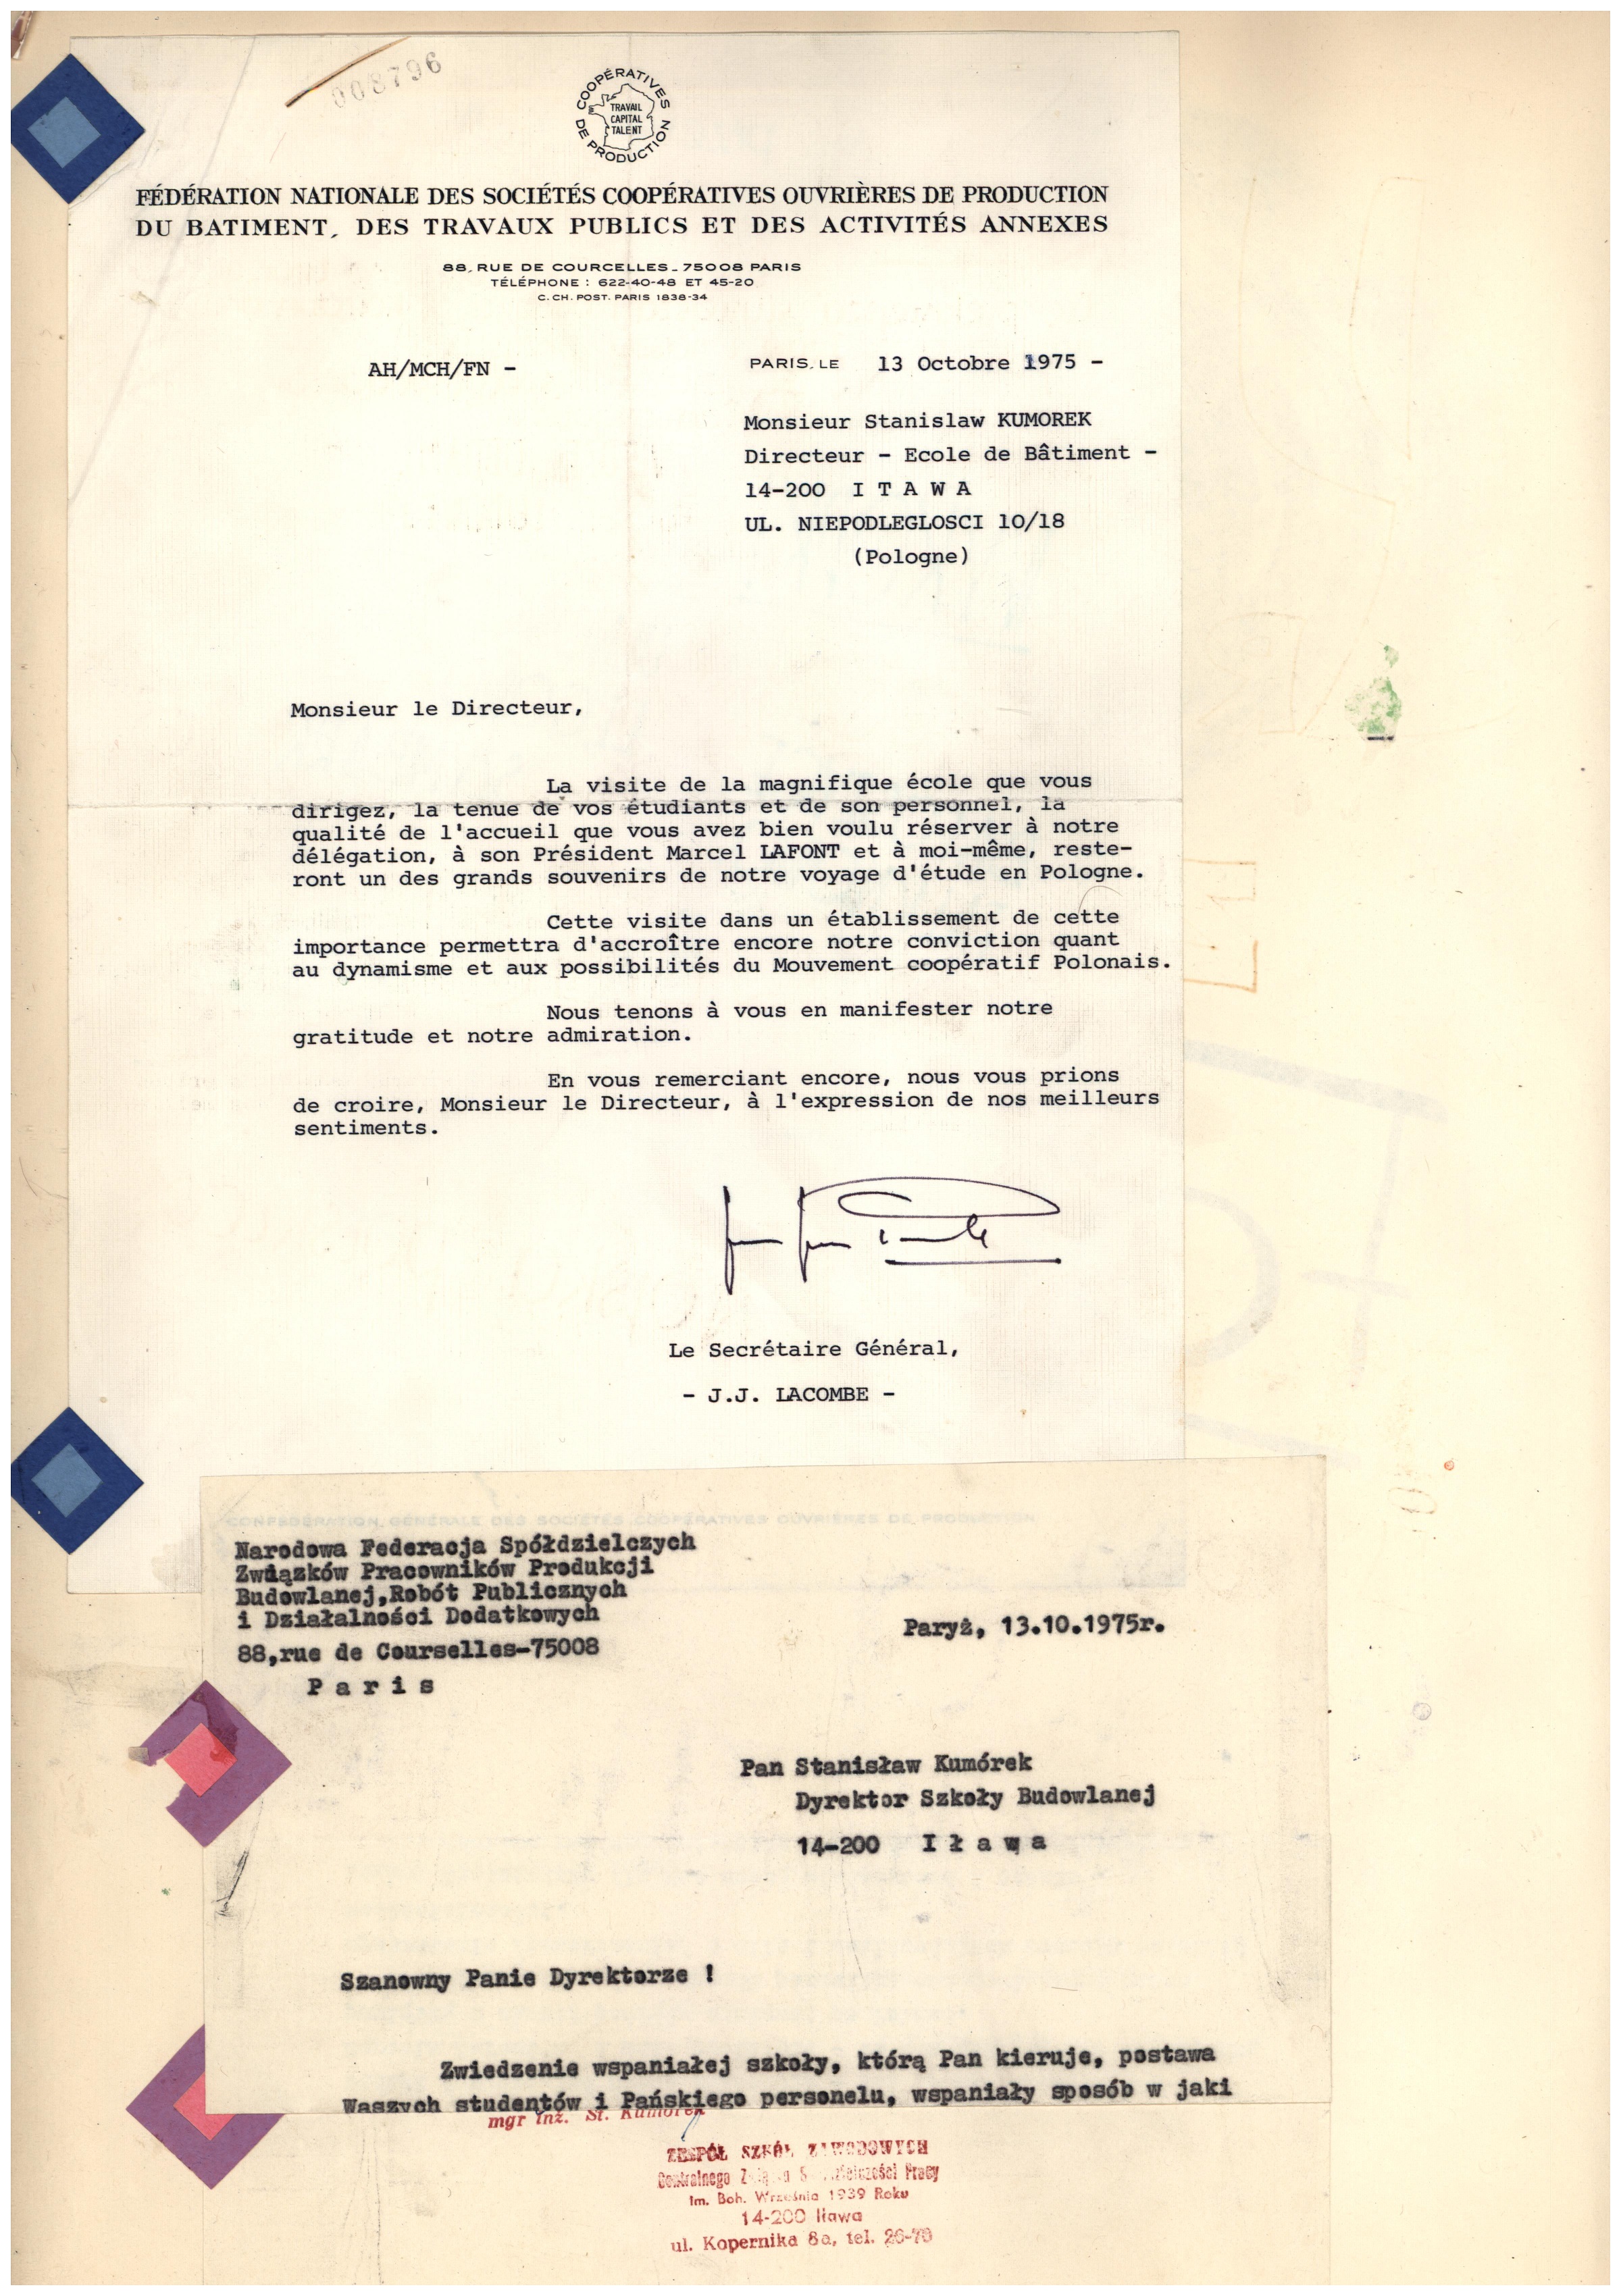 008796
COOPÉRATIVES DE PRODUCTION
TRAVAIL
CAPITAL
TALENT
FÉDÉRATION NATIONALE DES SOCIÉTÉS COOPÉRATIVES OUVRIÈRES DE PRODUCTION
DU BATIMENT, DES TRAVAUX PUBLICS ET DES ACTIVITÉS ANNEXES
88, RUE DE COURCELLES - 75008 PARIS
TÉLÉPHONE : 622-40-48 ET 45-20
C. CH. POST. PARIS 1838-34
AH/MCH/FN -
PARIS, LE 13 Octobre 1975 -
Monsieur Stanislaw KUMOREK
Directeur - Ecole de Bâtiment -
14-200 I T A W A
UL. NIEPODLEGLOSCI 10/18
(Pologne)
Monsieur le Directeur,
La visite de la magnifique école que vous
dirigez, la tenue de vos étudiants et de son personnel, la
qualité de l'accueil que vous avez bien voulu réserver à notre
délégation, à son Président Marcel LAFONT et à moi-même, reste-
ront un des grands souvenirs de notre voyage d'étude en Pologne.
Cette visite dans un établissement de cette
importance permettra d'accroître encore notre conviction quant
au dynamisme et aux possibilités du Mouvement coopératif Polonais.
Nous tenons à vous en manifester notre
gratitude et notre admiration.
En vous remerciant encore, nous vous prions
de croire, Monsieur le Directeur, à l'expression de nos meilleurs
sentiments.
Le Secrétaire Général,
- J.J. LACOMBE -
CONFÉDÉRATION GÉNÉRALE DES SOCIÉTÉS COOPÉRATIVES OUVRIÈRES DE PRODUCTION
Narodowa Federacja Spółdzielczych
Związków Pracowników Produkcji
Budowlanej,Robót Publicznych
i Działalności Dodatkowych
88,rue de Courselles-75008
P a r i s
Paryż, 13.10.1975r.
Pan Stanisław Kumórek
Dyrektor Szkoły Budowlanej
14-200 I ł a w a
Szanowny Panie Dyrektorze !
Zwiedzenie wspaniałej szkoły, którą Pan kieruje, postawa
Waszych studentów i Pańskiego personelu, wspaniały sposób w jaki
mgr inż. St. Kumorek
ZESPÓŁ SZKÓŁ ZAWODOWYCH
Centralnego Związku Spółdzielczości Pracy
Im. Boh. Września 1939 Roku
14-200 Iława
ul. Kopernika 8a, tel. 26-70